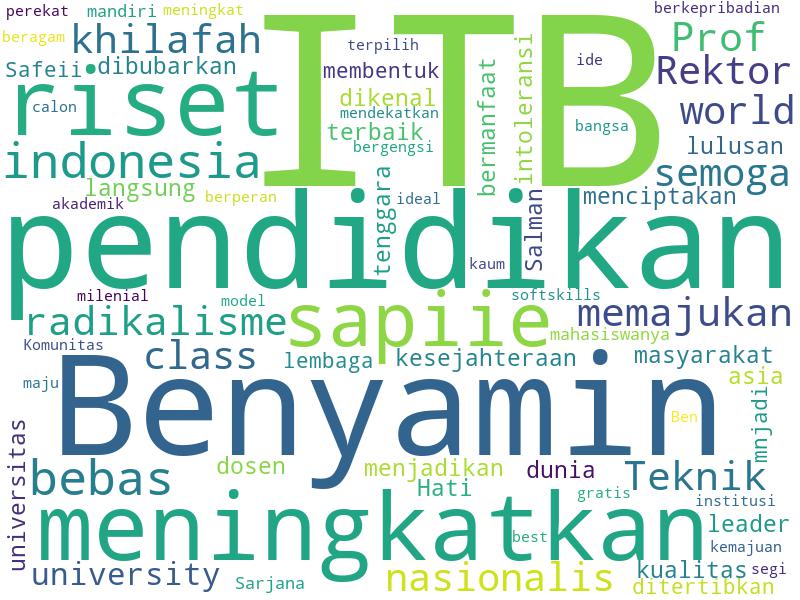 perekat mandiri meningkat ITB berkepribadian
beragam khilafah terpilih Prof
Safeii dibubarkan membentuk ide Rektor
riset calon dikenal mendekatkan bermanfaat intoleransi world
terbaik bangsa
indonesia bergengsi lulusan
langsung semoga
akademik berperan tenggara ideal Salman menciptakan
pendidikan
kaum
milenial model softskills
radikalisme sapiie memajukan
mahasiswanya
Komunitas class lembaga kesejahteraan masyarakat
maju Benyamin asia
Ben mnjadi
universitas bebas dosen menjadikan dunia Teknik
Hati gratis institusi
meningkatkan leader
best kemajuan
university Sarjana nasionalis kualitas segi
ditertibkan